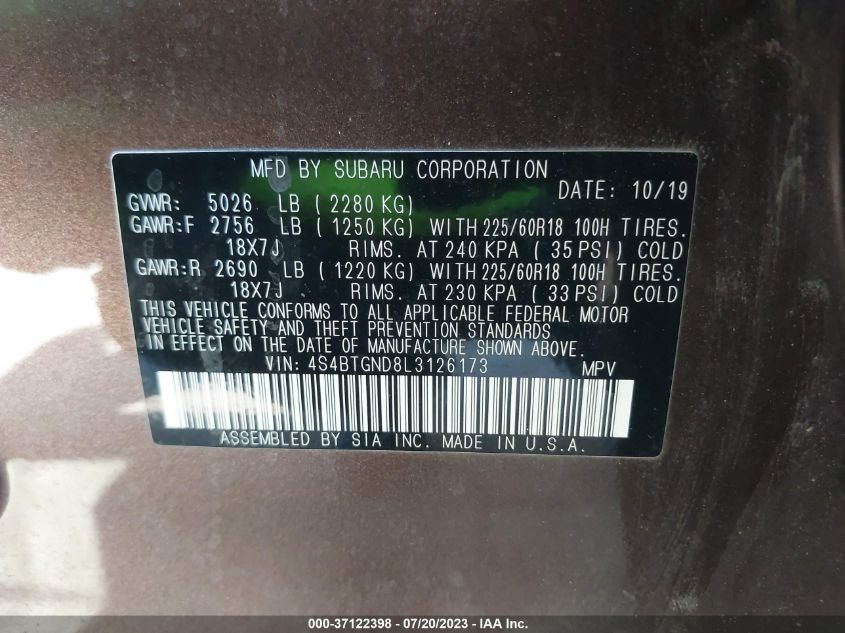 MFD BY SUBARU CORPORATION
DATE: 10/19
GVWR: 5026 LB ( 2280 KG)
GAWR:F 2756 LB ( 1250 KG) WITH 225/60R18 100H TIRES.
18X7J RIMS. AT 240 KPA ( 35 PSI) COLD
GAWR:R 2690 LB ( 1220 KG) WITH 225/60R18 100H TIRES.
18X7J RIMS. AT 230 KPA ( 33 PSI) COLD
THIS VEHICLE CONFORMS TO ALL APPLICABLE FEDERAL MOTOR
VEHICLE SAFETY AND THEFT PREVENTION STANDARDS
IN EFFECT ON THE DATE OF MANUFACTURE SHOWN ABOVE.
VIN: 4S4BTGND8L3126173 MPV
ASSEMBLED BY SIA INC. MADE IN U.S.A.
000-37122398 - 07/20/2023 - WWW.IAAI.COM